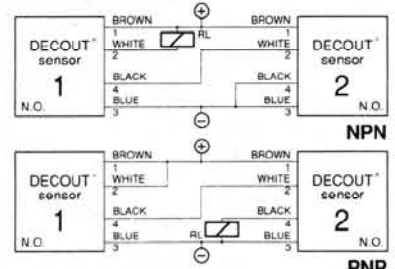 ⊕
BROWN BROWN
1 RL 1
DECOUT® WHITE WHITE DECOUT®
sensor 2 2 sensor
1 BLACK BLACK 2
4 4
N.O. BLUE BLUE N.O.
3 ⊖ 3
NPN
⊕
BROWN BROWN
1 1
DECOUT WHITE WHITE DECOUT®
sensor 2 2 sensor
1 BLACK BLACK 2
4 4
N.O. BLUE RL BLUE N.O.
3 ⊖ 3
PNP